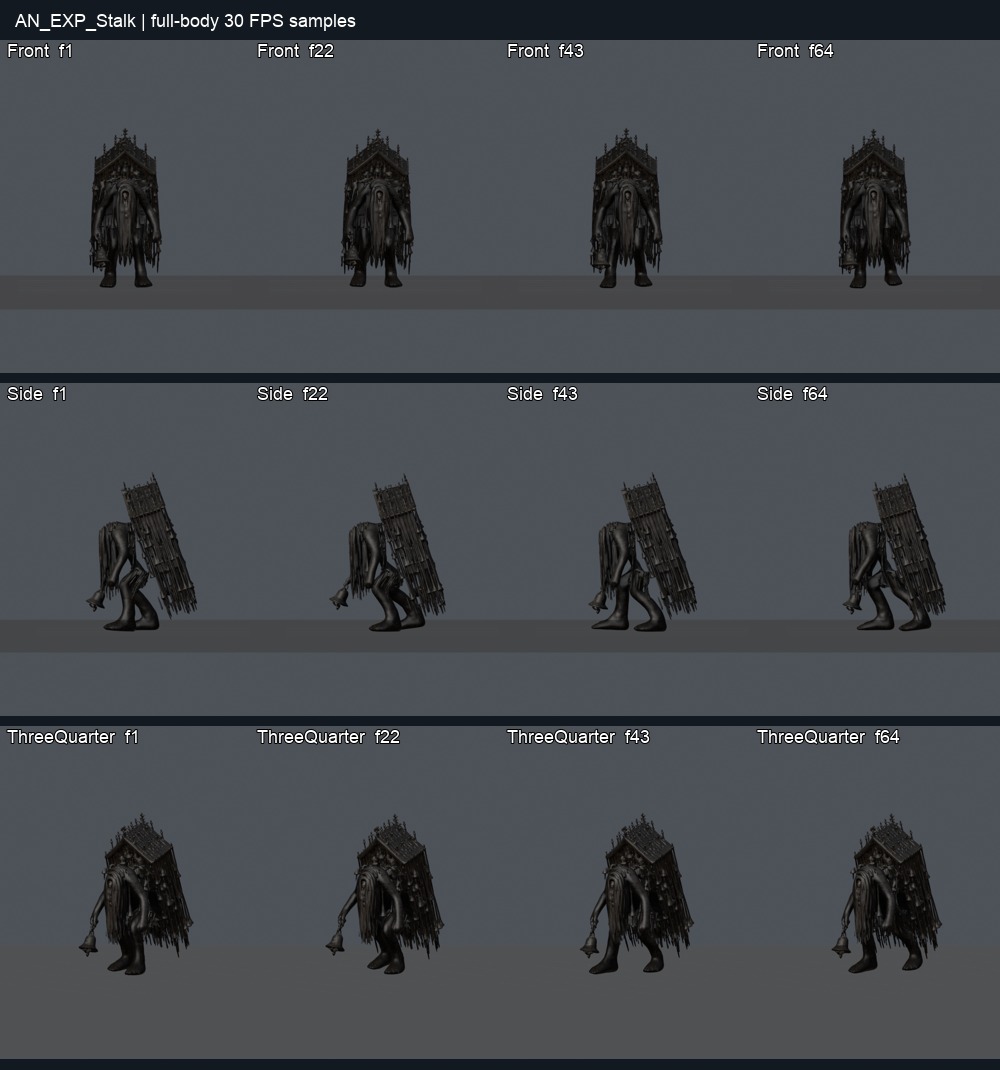 AN_EXP_Stalk | full-body 30 FPS samples
Front f1 Front f22 Front f43 Front f64
Side f1 Side f22 Side f43 Side f64
ThreeQuarter f1 ThreeQuarter f22 ThreeQuarter f43 ThreeQuarter f64